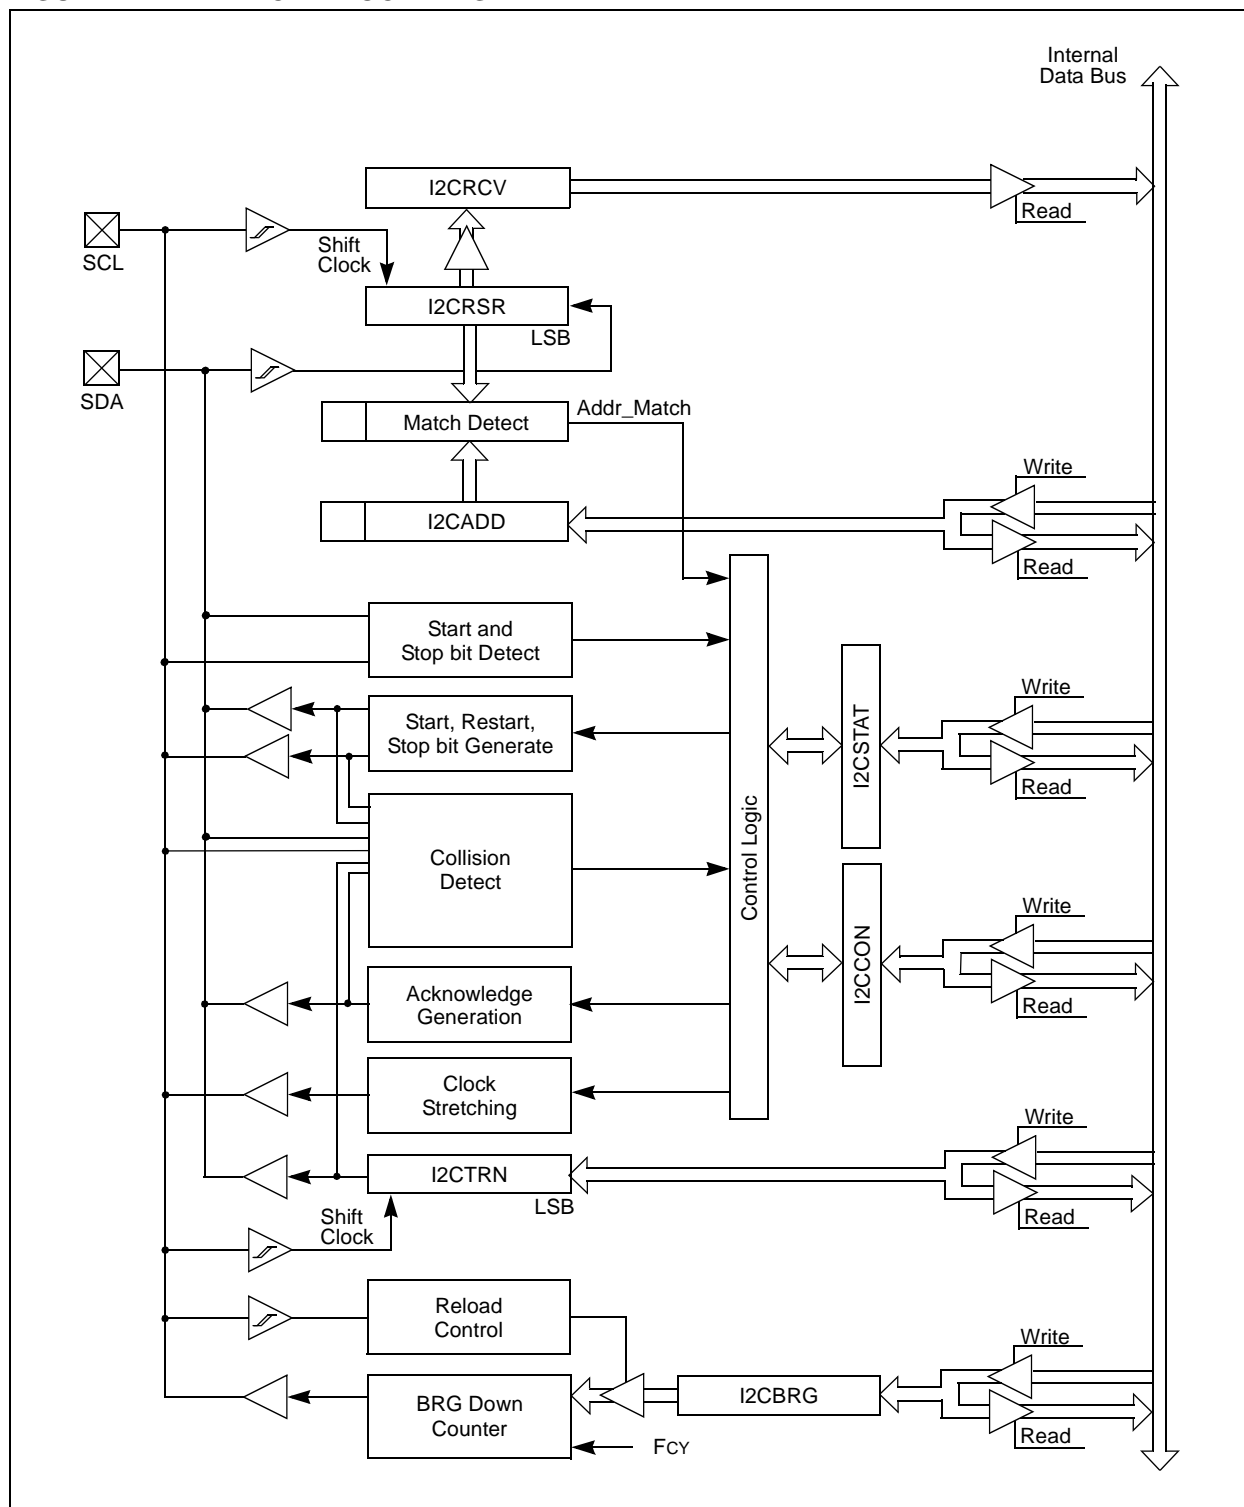 Internal
Data Bus
I2CRCV
Read
SCL
Shift
Clock
I2CRSR
LSB
SDA
Addr_Match
Match Detect
Write
I2CADD
Read
Start and
Stop bit Detect
Write
Start, Restart,
Stop bit Generate
I2CSTAT
Read
Control Logic
Collision
Detect
Write
I2CCON
Acknowledge
Generation
Read
Clock
Stretching
Write
I2CTRN
LSB
Shift
Clock
Read
Reload
Control
Write
I2CBRG
BRG Down
Counter
Read
FCY